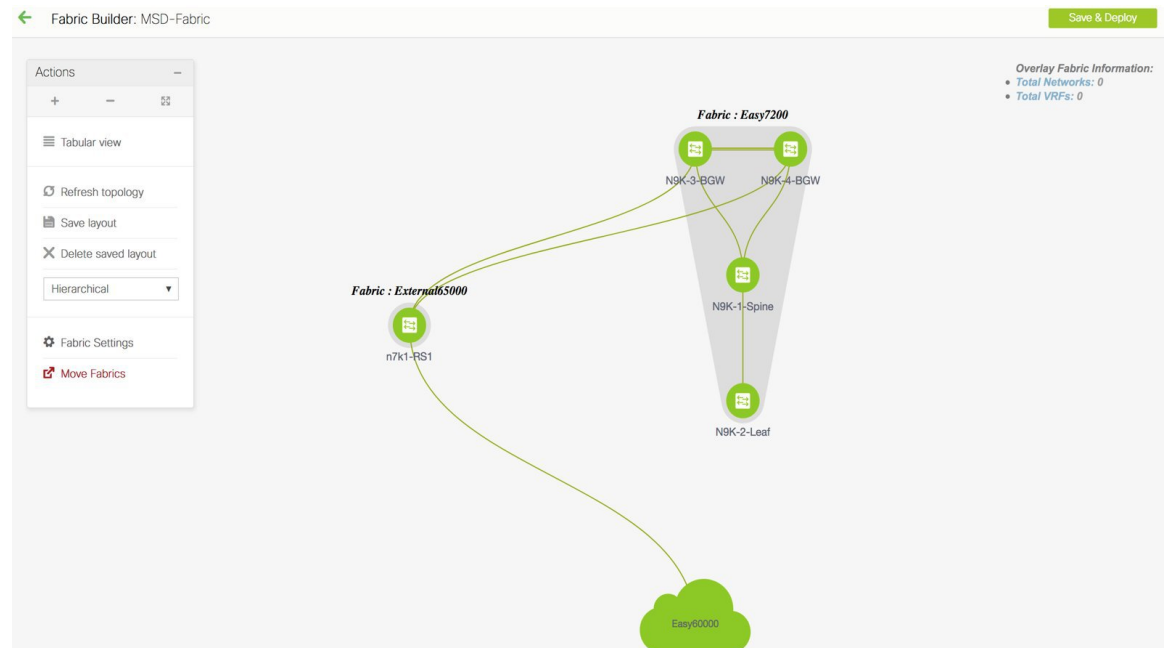 Fabric Builder: MSD-Fabric
Save & Deploy
Actions
Tabular view
Refresh topology
Save layout
Delete saved layout
Hierarchical
Fabric Settings
Move Fabrics
Overlay Fabric Information:
Total Networks: 0
Total VRFs: 0
Fabric : Easy7200
N9K-3-BGW
N9K-4-BGW
N9K-1-Spine
N9K-2-Leaf
Fabric : External65000
n7k1-RS1
Easy60000